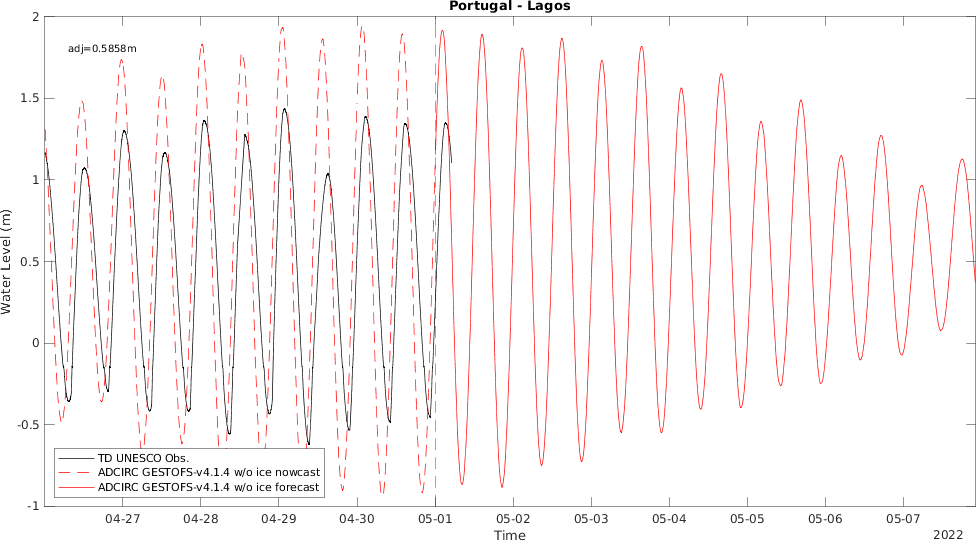 Portugal - Lagos
adj=0.5858m
2
1.5
1
0.5
0
-0.5
-1
Water Level (m)
TD UNESCO Obs.
ADCIRC GESTOFS-v4.1.4 w/o ice nowcast
ADCIRC GESTOFS-v4.1.4 w/o ice forecast
04-27 04-28 04-29 04-30 05-01 05-02 05-03 05-04 05-05 05-06 05-07
Time
2022